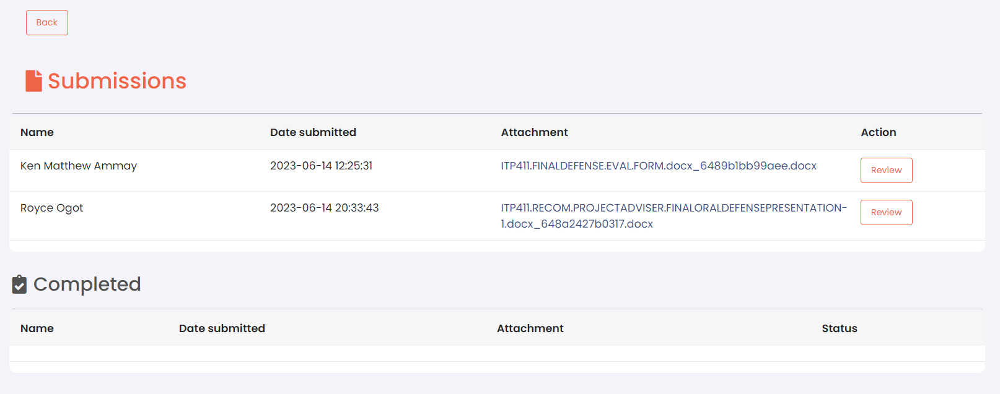 Back
Submissions
Name Date submitted Attachment Action
Ken Matthew Ammay 2023-06-14 12:25:31 ITP411.FINALDEFENSE.EVAL.FORM.docx_6489b1bb99aee.docx Review
Royce Ogot 2023-06-14 20:33:43 ITP411.RECOM.PROJECTADVISER.FINALORALDEFENSEPRESENTATION- Review
1.docx_648a2427b0317.docx
Completed
Name Date submitted Attachment Status